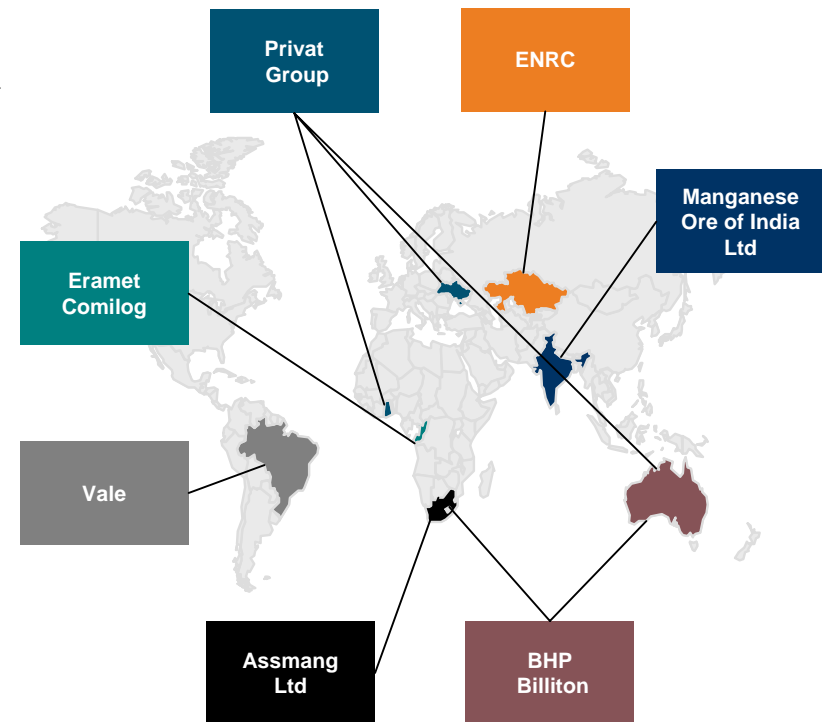 Privat
Group
ENRC
Manganese
Ore of India
Ltd
Eramet
Comilog
Vale
Assmang
Ltd
BHP
Billiton